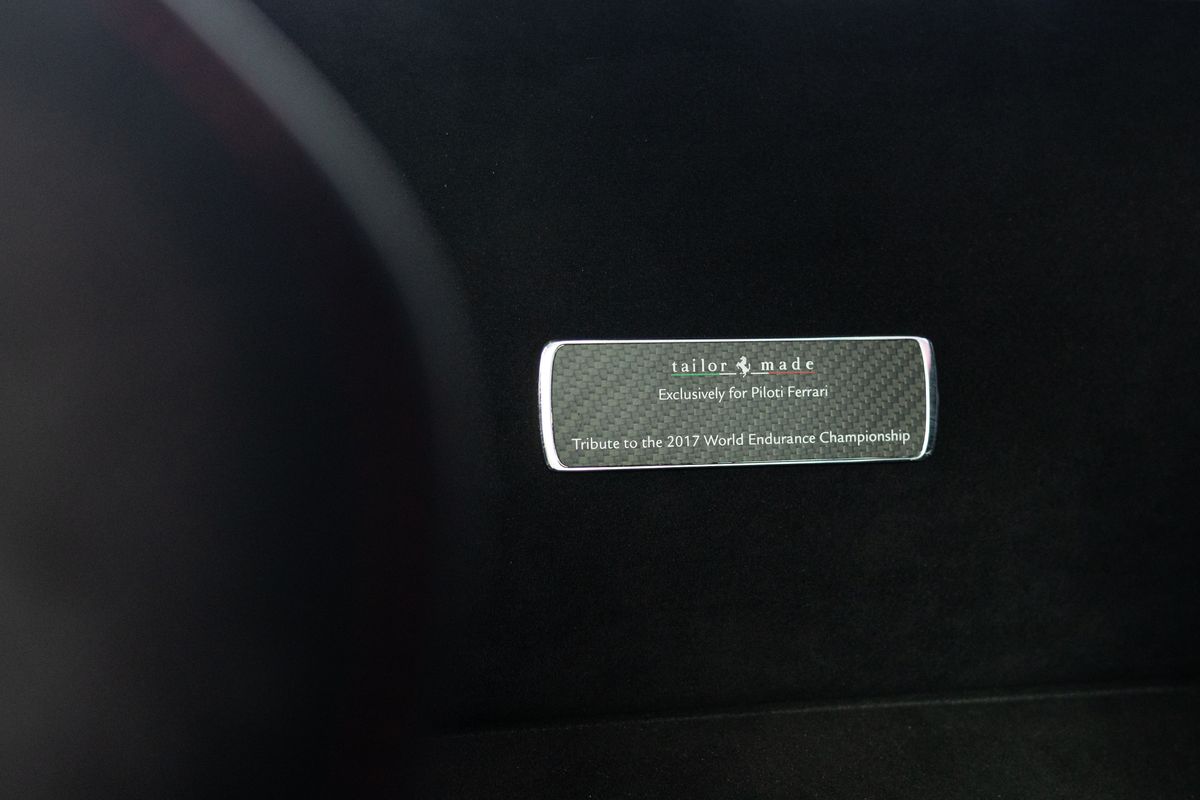 tailor made
Exclusively for Piloti Ferrari
Tribute to the 2017 World Endurance Championship